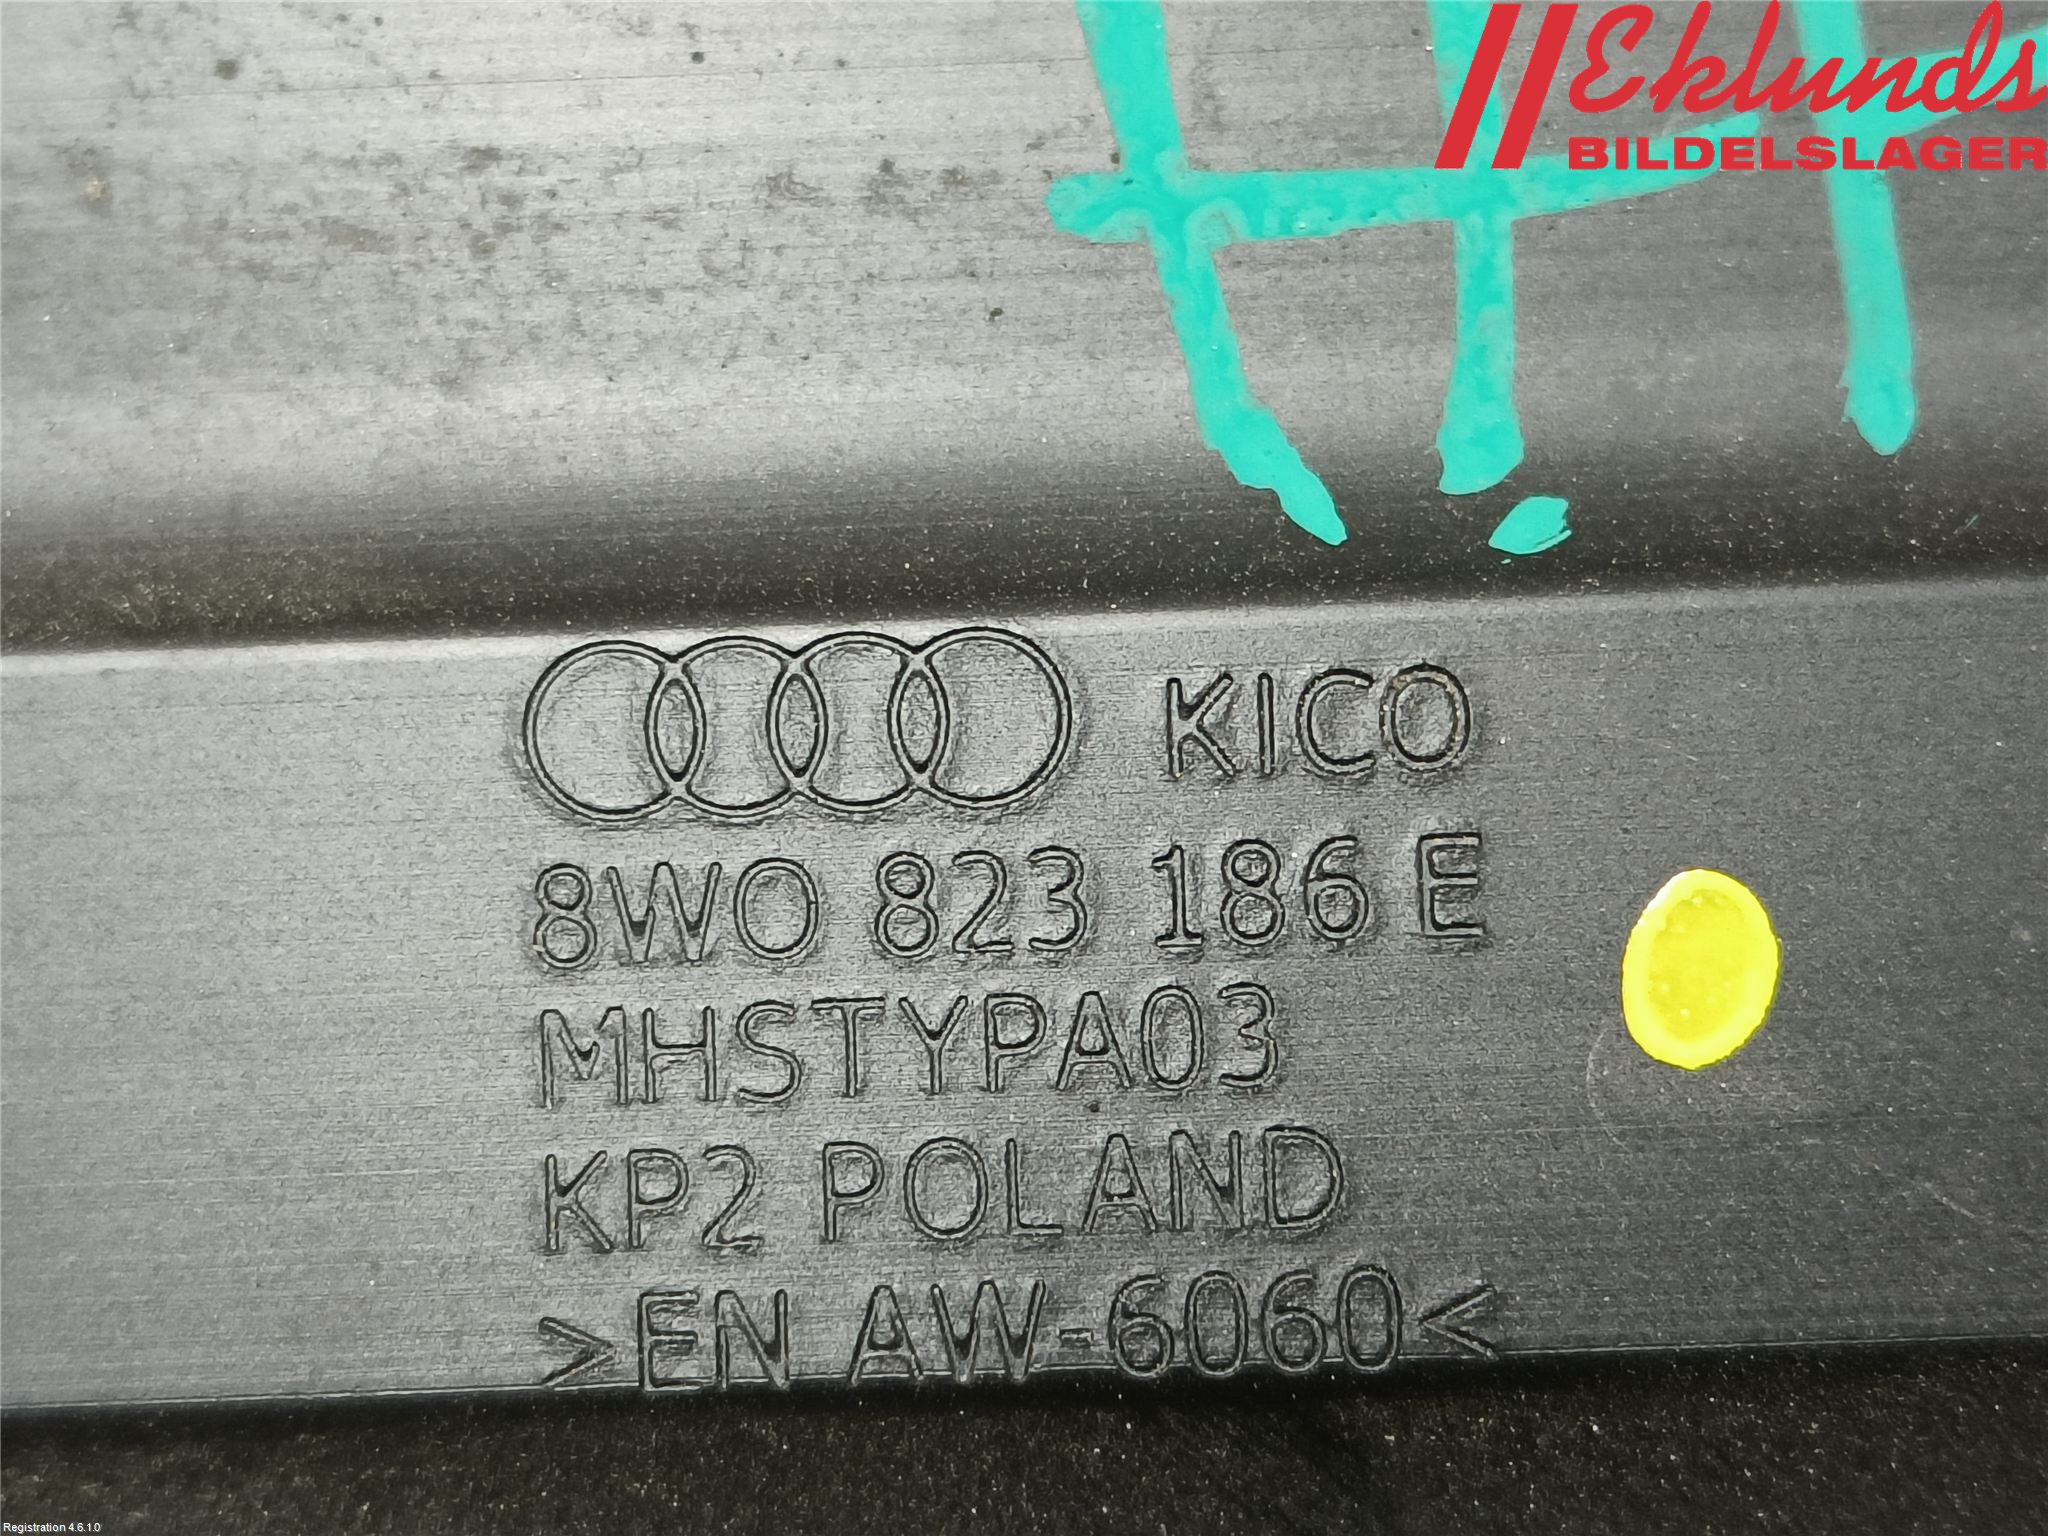 Eklunds
BILDELSLAGER
KICO
8W0 823 186 E
MHSTYPA03
KP2 POLAND
>EN AW-6060<
Registration 4.6.1.0